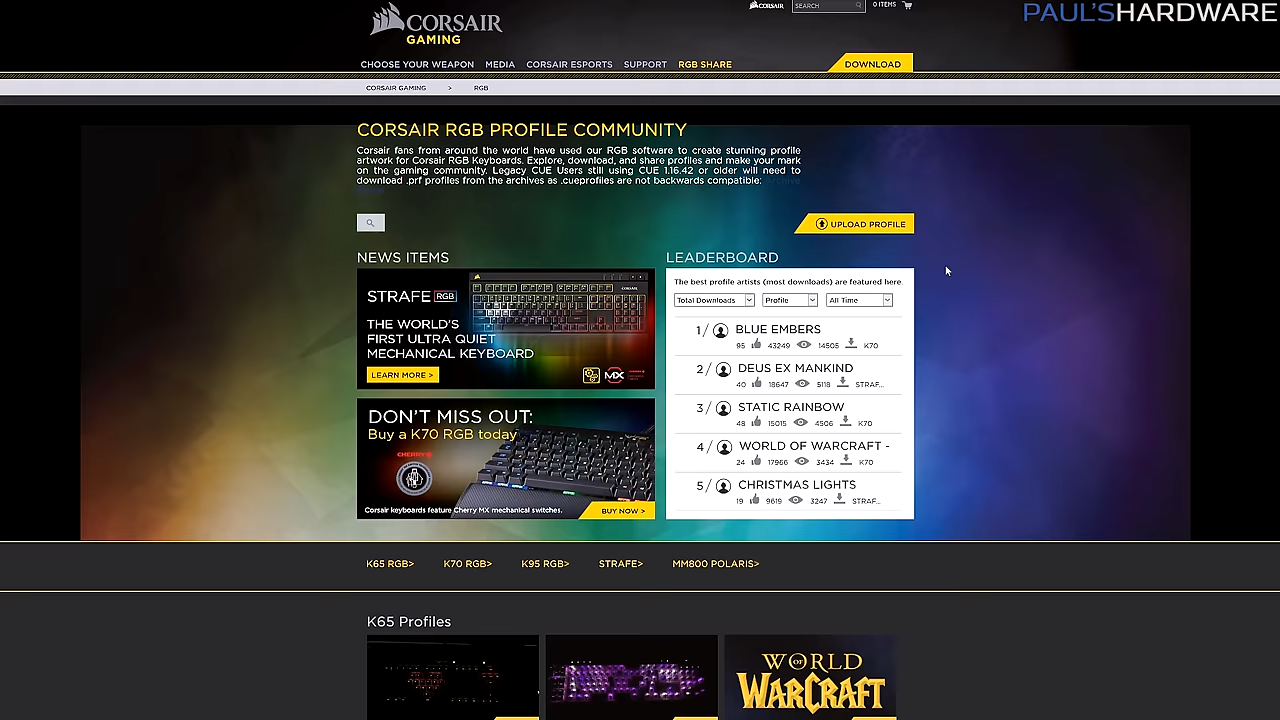 PAUL'SHARDWARE
CORSAIR
GAMING
CORSAIR
SEARCH
0 ITEMS
CHOOSE YOUR WEAPON MEDIA CORSAIR ESPORTS SUPPORT RGB SHARE DOWNLOAD
CORSAIR GAMING > RGB
CORSAIR RGB PROFILE COMMUNITY
Corsair fans from around the world have used our RGB software to create stunning profile
artwork for Corsair RGB Keyboards. Explore, download, and share profiles and make your mark
on the gaming community. Legacy CUE Users still using CUE 1.16.42 or older will need to
download .prf profiles from the archives as .cueprofiles are not backwards compatible: Archive
UPLOAD PROFILE
NEWS ITEMS
STRAFE RGB
CORSAIR
THE WORLD'S
FIRST ULTRA QUIET
MECHANICAL KEYBOARD
LEARN MORE >
MX
DON'T MISS OUT:
Buy a K70 RGB today
CHERRY
Corsair keyboards feature Cherry MX mechanical switches.
BUY NOW >
LEADERBOARD
The best profile artists (most downloads) are featured here.
Total Downloads Profile All Time
1 / BLUE EMBERS
95 43249 14505 K70
2 / DEUS EX MANKIND
40 18647 5118 STRAF...
3 / STATIC RAINBOW
48 15015 4506 K70
4 / WORLD OF WARCRAFT -
24 17966 3434 K70
5 / CHRISTMAS LIGHTS
19 9619 3247 STRAF...
K65 RGB> K70 RGB> K95 RGB> STRAFE> MM800 POLARIS>
K65 Profiles
WORLD
OF
WARCRAFT